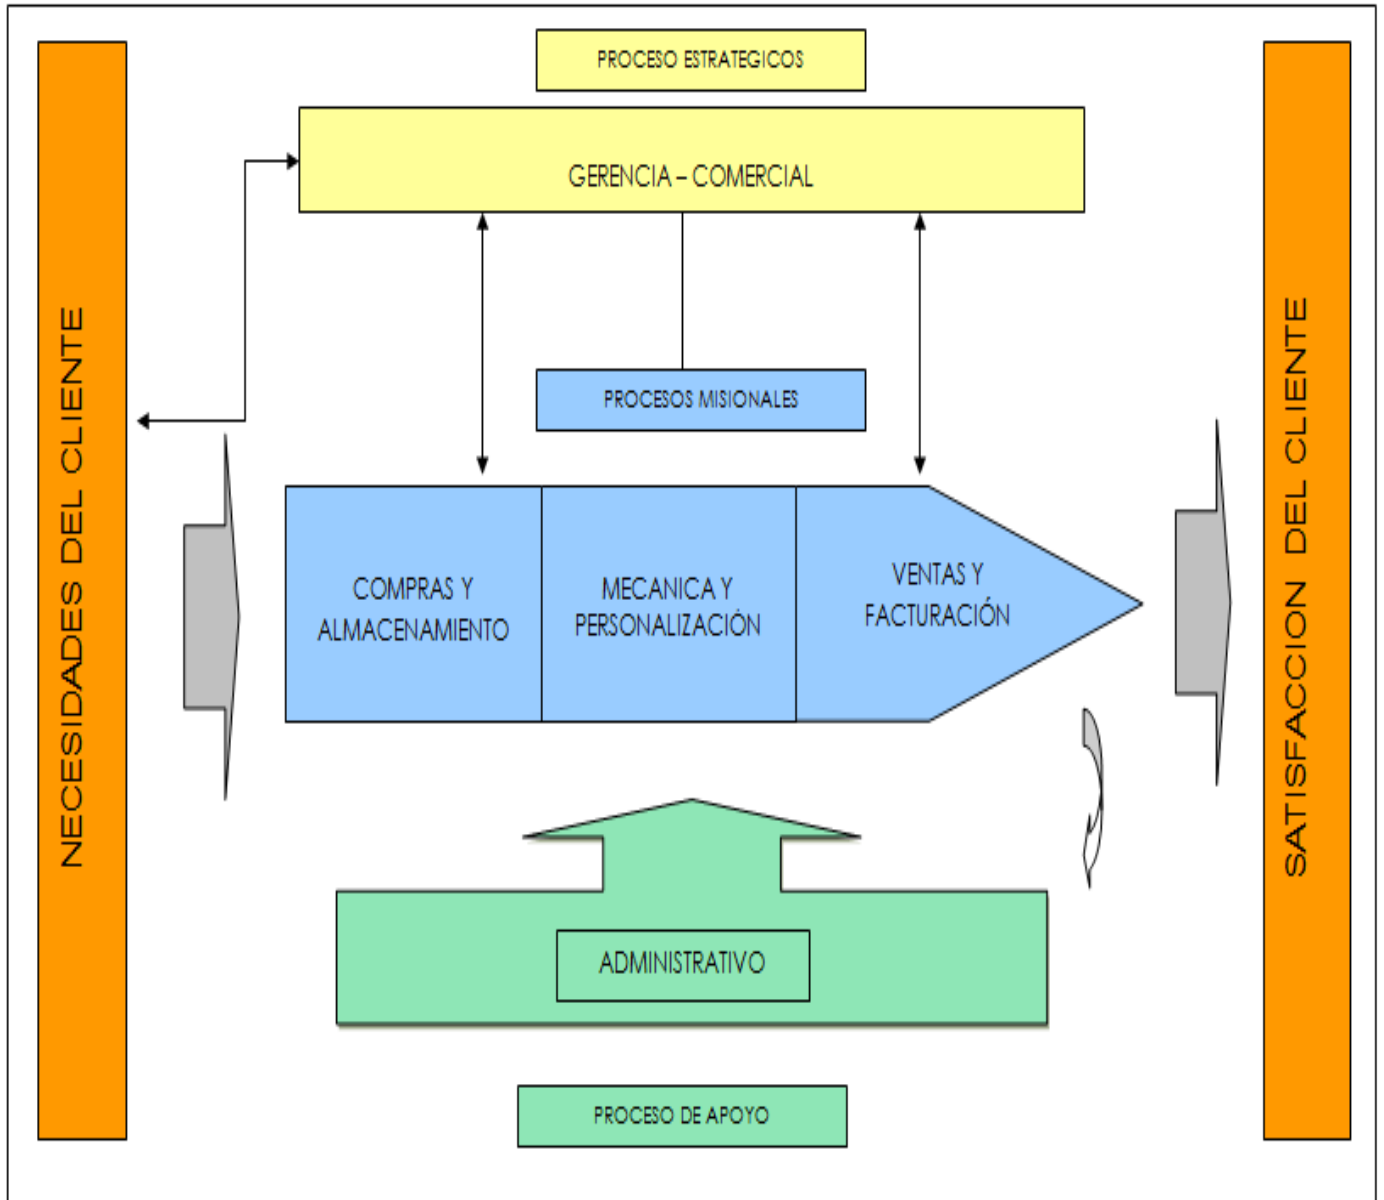 PROCESO ESTRATEGICOS
GERENCIA – COMERCIAL
NECESIDADES DEL CLIENTE
PROCESOS MISIONALES
COMPRAS Y
ALMACENAMIENTO
MECANICA Y
PERSONALIZACIÓN
VENTAS Y
FACTURACIÓN
SATISFACCION DEL CLIENTE
ADMINISTRATIVO
PROCESO DE APOYO